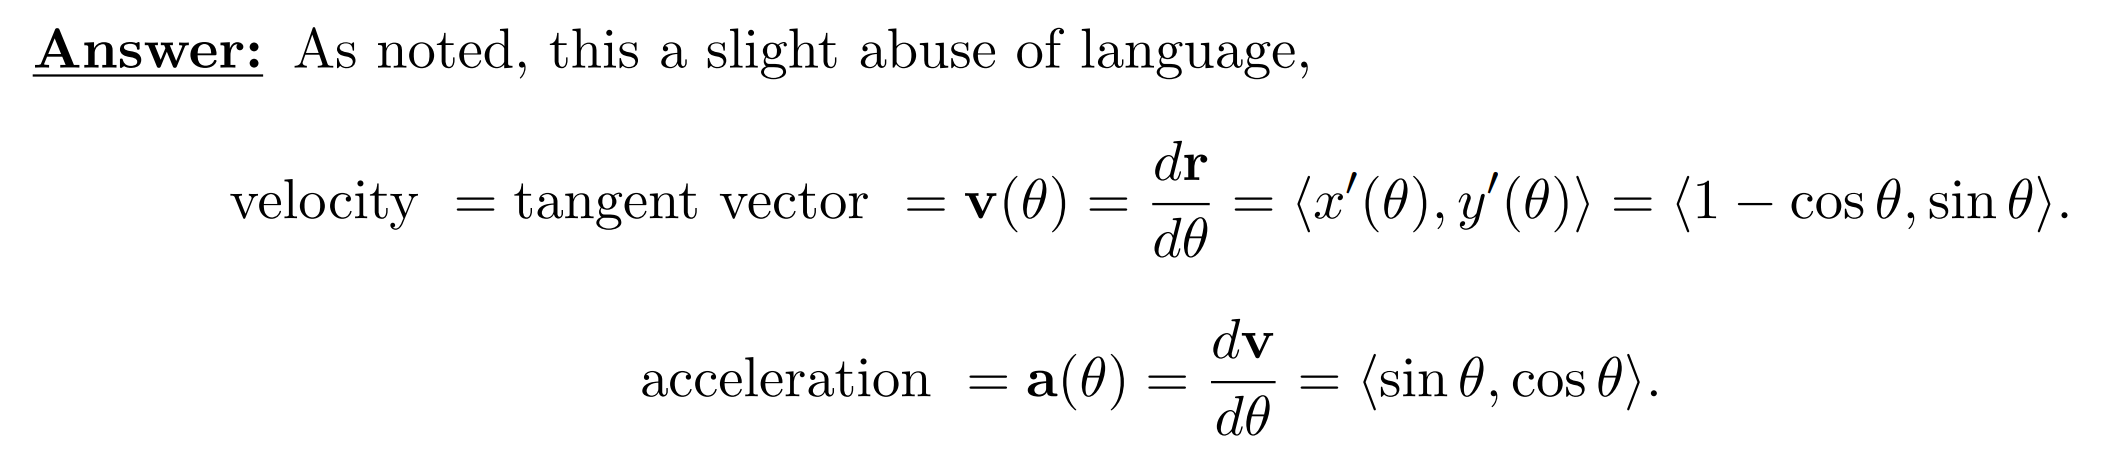 Answer: As noted, this a slight abuse of language,
velocity = tangent vector = v(θ) = dr/dθ = ⟨x′(θ), y′(θ)⟩ = ⟨1 − cos θ, sin θ⟩.
acceleration = a(θ) = dv/dθ = ⟨sin θ, cos θ⟩.